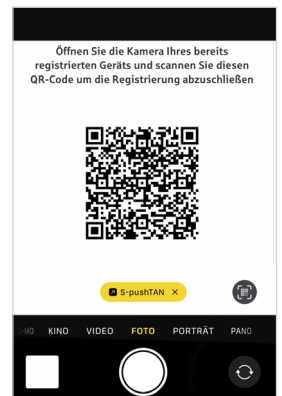 Öffnen Sie die Kamera Ihres bereits
registrierten Geräts und scannen Sie diesen
QR-Code um die Registrierung abzuschließen
S-pushTAN ×
KINO VIDEO FOTO PORTRÄT PANO